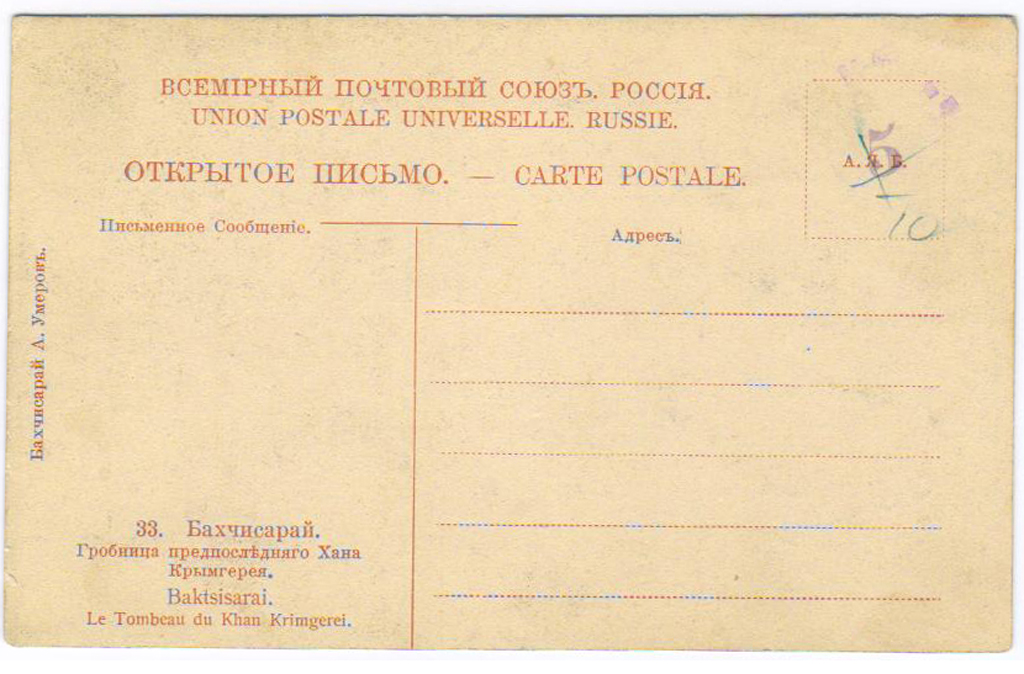 ВСЕМІРНЫЙ ПОЧТОВЫЙ СОЮЗЪ. РОССІЯ.
UNION POSTALE UNIVERSELLE. RUSSIE.
ОТКРЫТОЕ ПИСЬМО. — CARTE POSTALE.
5
А. Я. Б.
10
Письменное Сообщеніе.
Адресъ.
Бахчисарай А. Умеровъ.
33. Бахчисарай.
Гробница предпослѣдняго Хана
Крымгерея.
Baktsisarai.
Le Tombeau du Khan Krimgerei.